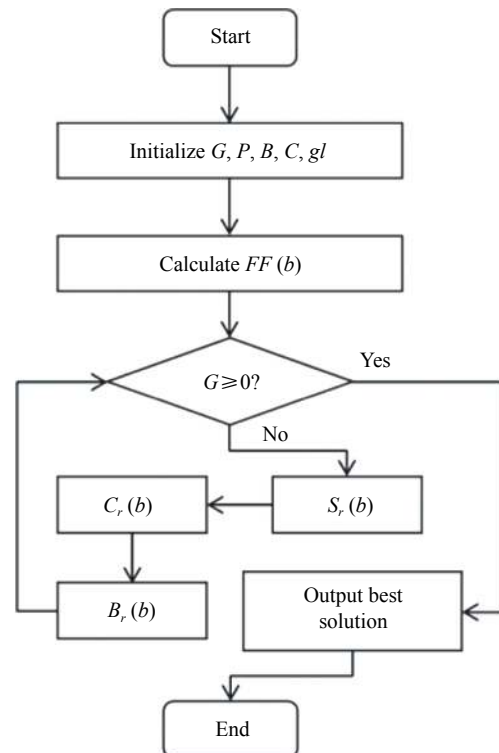 Start
Initialize G, P, B, C, gl
Calculate FF (b)
G⩾0?
Yes
No
Cr (b)
Sr (b)
Br (b)
Output best
solution
End